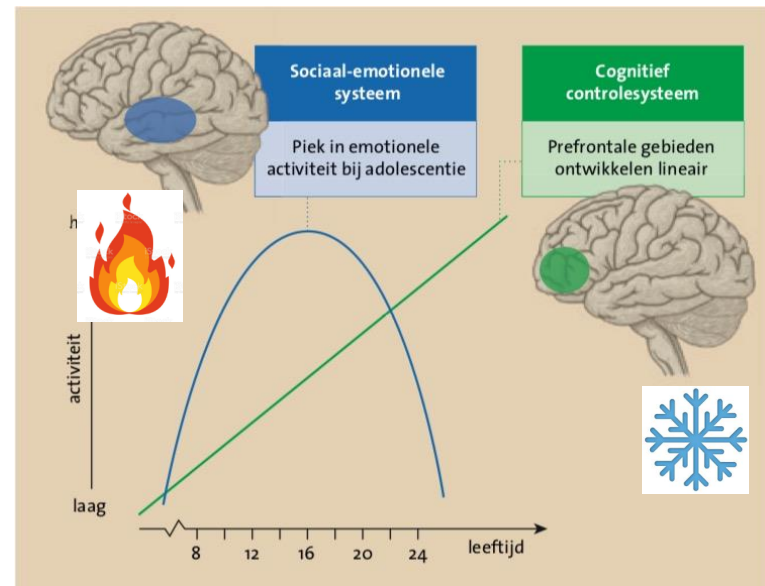 Sociaal-emotionele
systeem
Piek in emotionele
activiteit bij adolescentie
Cognitief
controlesysteem
Prefrontale gebieden
ontwikkelen lineair
h
activiteit
laag
8 12 16 20 24
leeftijd